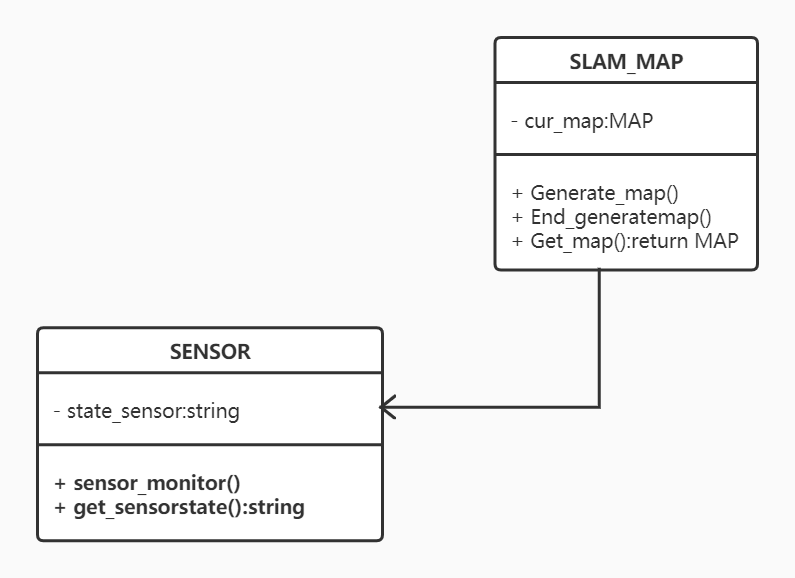 SLAM_MAP
- cur_map:MAP
+ Generate_map()
+ End_generatemap()
+ Get_map():return MAP
SENSOR
- state_sensor:string
+ sensor_monitor()
+ get_sensorstate():string